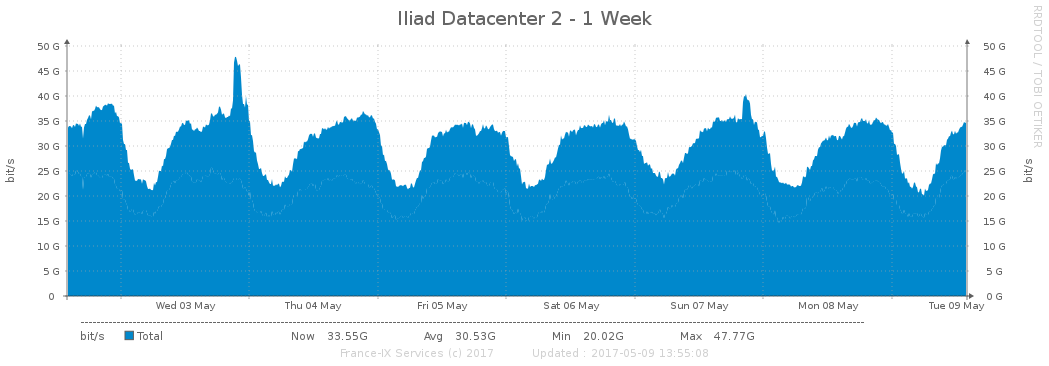 Iliad Datacenter 2 - 1 Week
RRDTOOL / TOBI OETIKER
bit/s
50 G 50 G
45 G 45 G
40 G 40 G
35 G 35 G
30 G 30 G
25 G 25 G
20 G 20 G
15 G 15 G
10 G 10 G
5 G 5 G
0 0 G
bit/s
Wed 03 May Thu 04 May Fri 05 May Sat 06 May Sun 07 May Mon 08 May Tue 09 May
bit/s Total Now 33.55G Avg 30.53G Min 20.02G Max 47.77G
France-IX Services (c) 2017 Updated : 2017-05-09 13:55:08